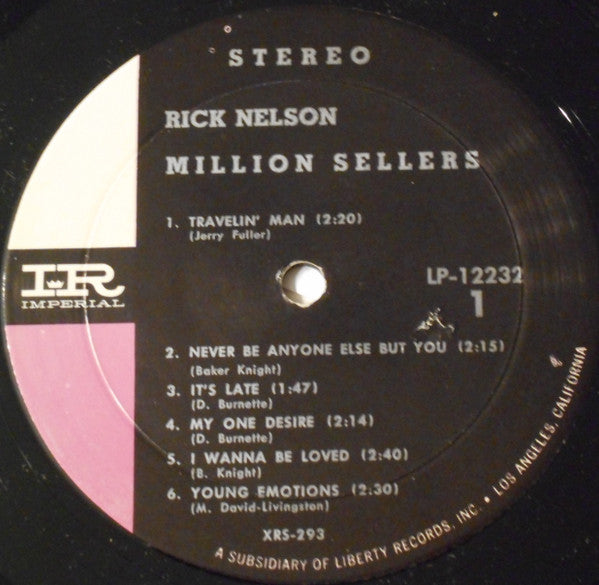 STEREO
RICK NELSON
MILLION SELLERS
1. TRAVELIN' MAN (2:20)
(Jerry Fuller)
IR
IMPERIAL
LP-12232
1
2. NEVER BE ANYONE ELSE BUT YOU (2:15)
(Baker Knight)
3. IT'S LATE (1:47)
(D. Burnette)
4. MY ONE DESIRE (2:14)
(D. Burnette)
5. I WANNA BE LOVED (2:40)
(B. Knight)
6. YOUNG EMOTIONS (2:30)
(M. David-Livingston)
XRS-293
A SUBSIDIARY OF LIBERTY RECORDS, INC. • LOS ANGELES, CALIFORNIA